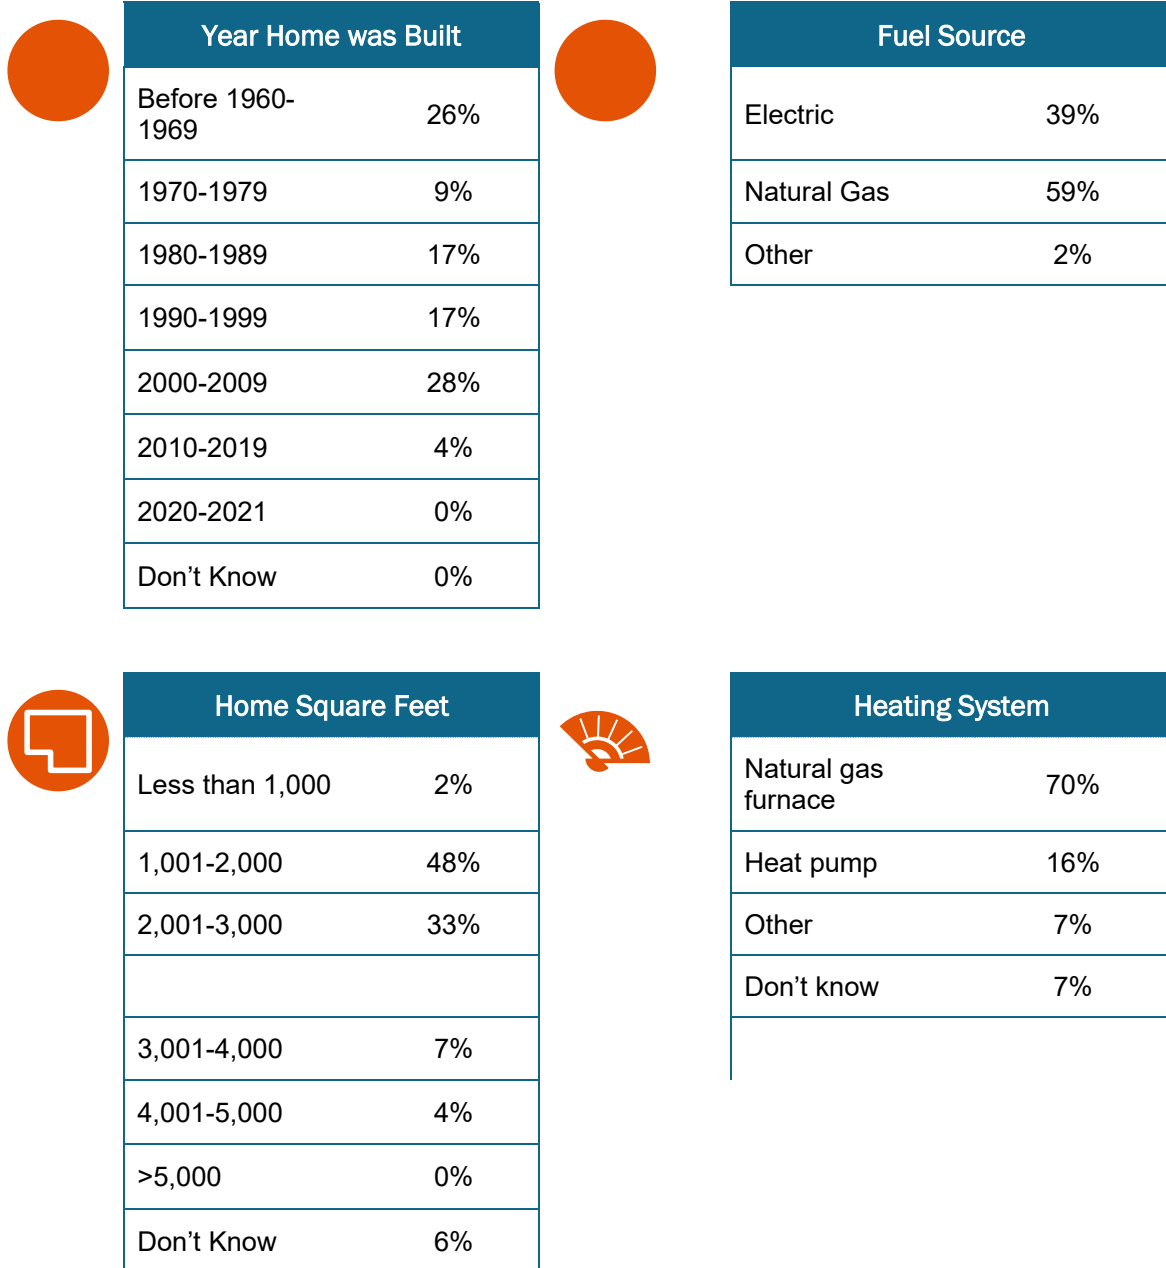 Year Home was Built
Before 1960-
1969
26%
1970-1979 9%
1980-1989 17%
1990-1999 17%
2000-2009 28%
2010-2019 4%
2020-2021 0%
Don’t Know 0%
Fuel Source
Electric 39%
Natural Gas 59%
Other 2%
Home Square Feet
Less than 1,000 2%
1,001-2,000 48%
2,001-3,000 33%
3,001-4,000 7%
4,001-5,000 4%
>5,000 0%
Don’t Know 6%
Heating System
Natural gas
furnace
70%
Heat pump 16%
Other 7%
Don’t know 7%